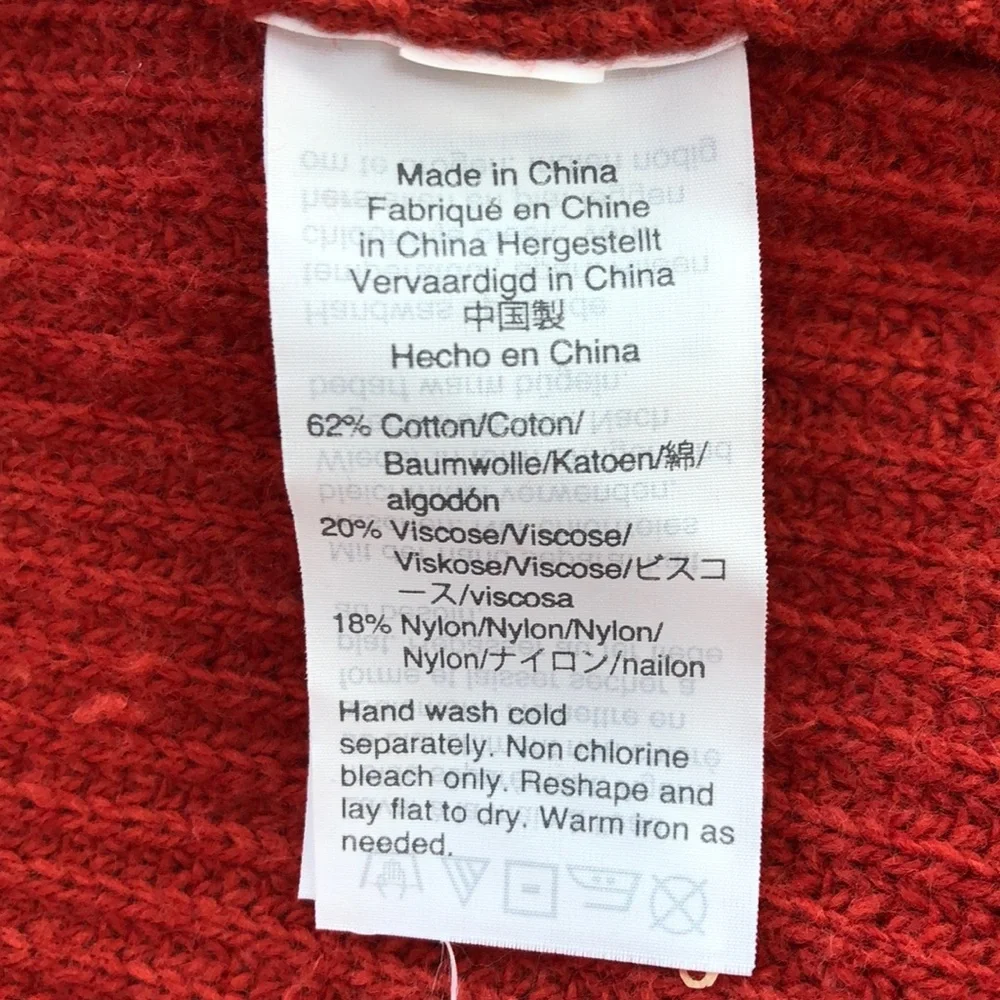 Made in China
Fabriqué en Chine
in China Hergestellt
Vervaardigd in China
中国製
Hecho en China
62% Cotton/Coton/
Baumwolle/Katoen/綿/
algodón
20% Viscose/Viscose/
Viskose/Viscose/ビスコ
ース/viscosa
18% Nylon/Nylon/Nylon/
Nylon/ナイロン/nailon
Hand wash cold
separately. Non chlorine
bleach only. Reshape and
lay flat to dry. Warm iron as
needed.